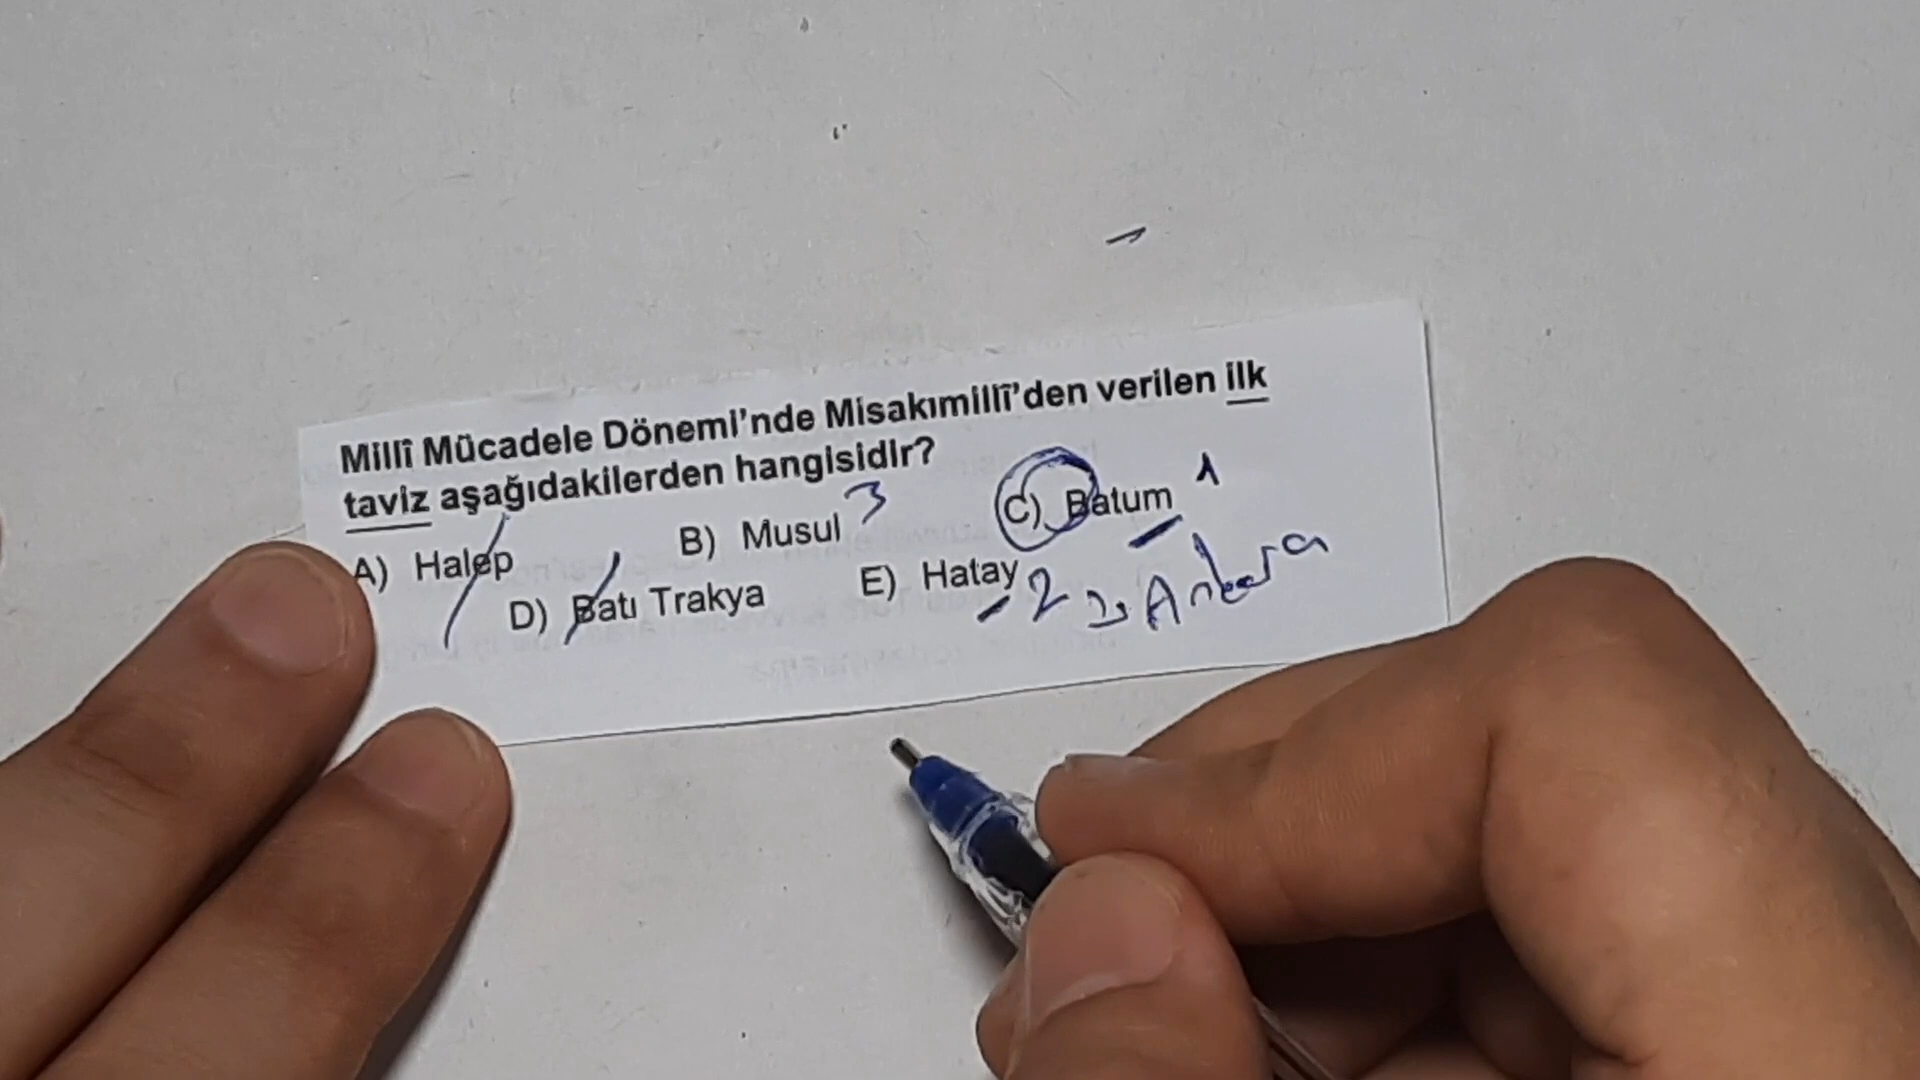 Millî Mücadele Dönemi'nde Misakımillî'den verilen ilk
taviz aşağıdakilerden hangisidir?
A) Halep B) Musul 3 C) Batum 1
D) Batı Trakya E) Hatay 2 Ankara